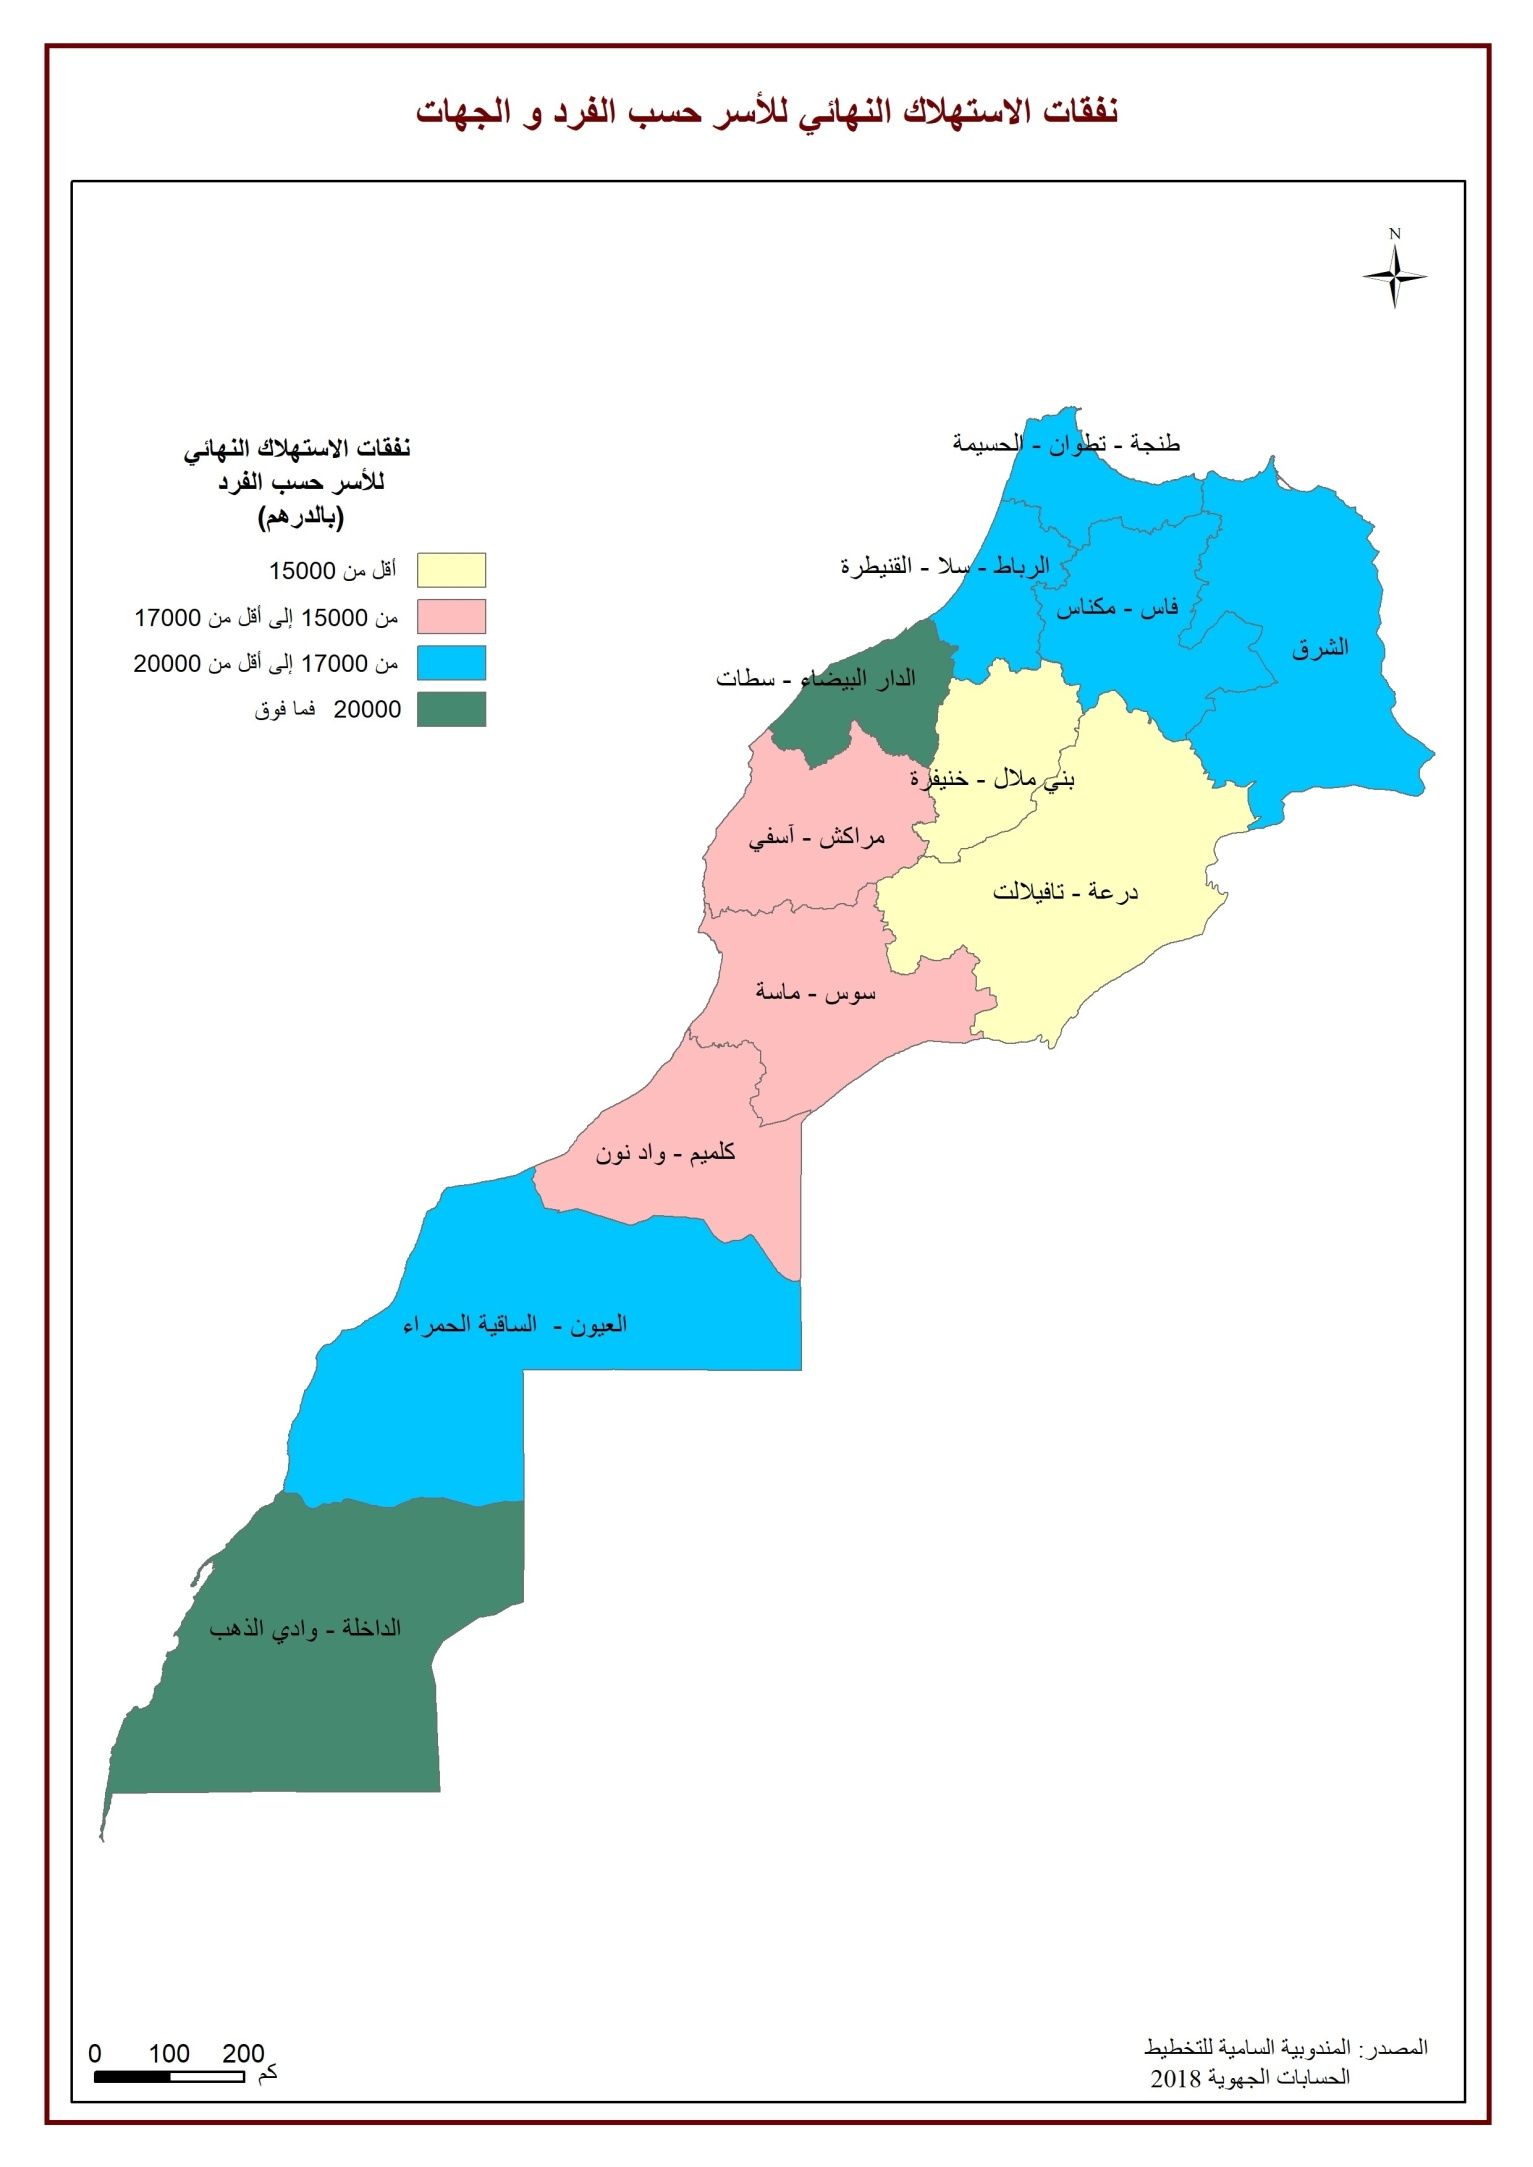 نفقات الاستهلاك النهائي للأسر حسب الفرد و الجهات
N
نفقات الاستهلاك النهائي
للأسر حسب الفرد
(بالدرهم)
أقل من 15000
من 15000 إلى أقل من 17000
من 17000 إلى أقل من 20000
20000 فما فوق
طنجة - تطوان - الحسيمة
الرباط - سلا - القنيطرة
فاس - مكناس
الشرق
الدار البيضاء - سطات
بني ملال - خنيفرة
مراكش - آسفي
درعة - تافيلالت
سوس - ماسة
كلميم - واد نون
العيون - الساقية الحمراء
الداخلة - وادي الذهب
0 100 200
كم
المصدر: المندوبية السامية للتخطيط
الحسابات الجهوية 2018